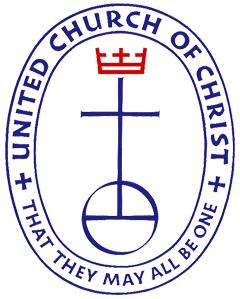 UNITED CHURCH OF CHRIST
THAT THEY MAY ALL BE ONE